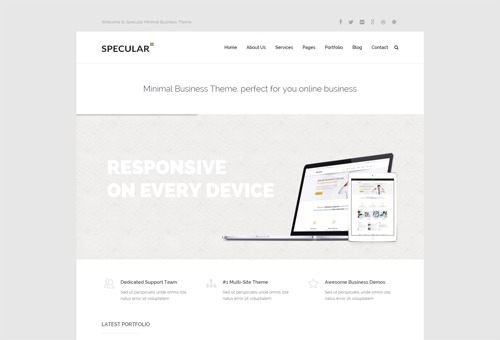 Welcome to Specular Minimal Business Theme
SPECULAR
Home About Us Services Pages Portfolio Blog Contact
Minimal Business Theme, perfect for you online business
RESPONSIVE
ON EVERY DEVICE
Dedicated Support Team
Sed ut perspiciatis unde omnis iste
natus error sit voluptatem
#1 Multi-Site Theme
Sed ut perspiciatis unde omnis iste
natus error sit voluptatem
Awesome Business Demos
Sed ut perspiciatis unde omnis iste
natus error sit voluptatem
LATEST PORTFOLIO